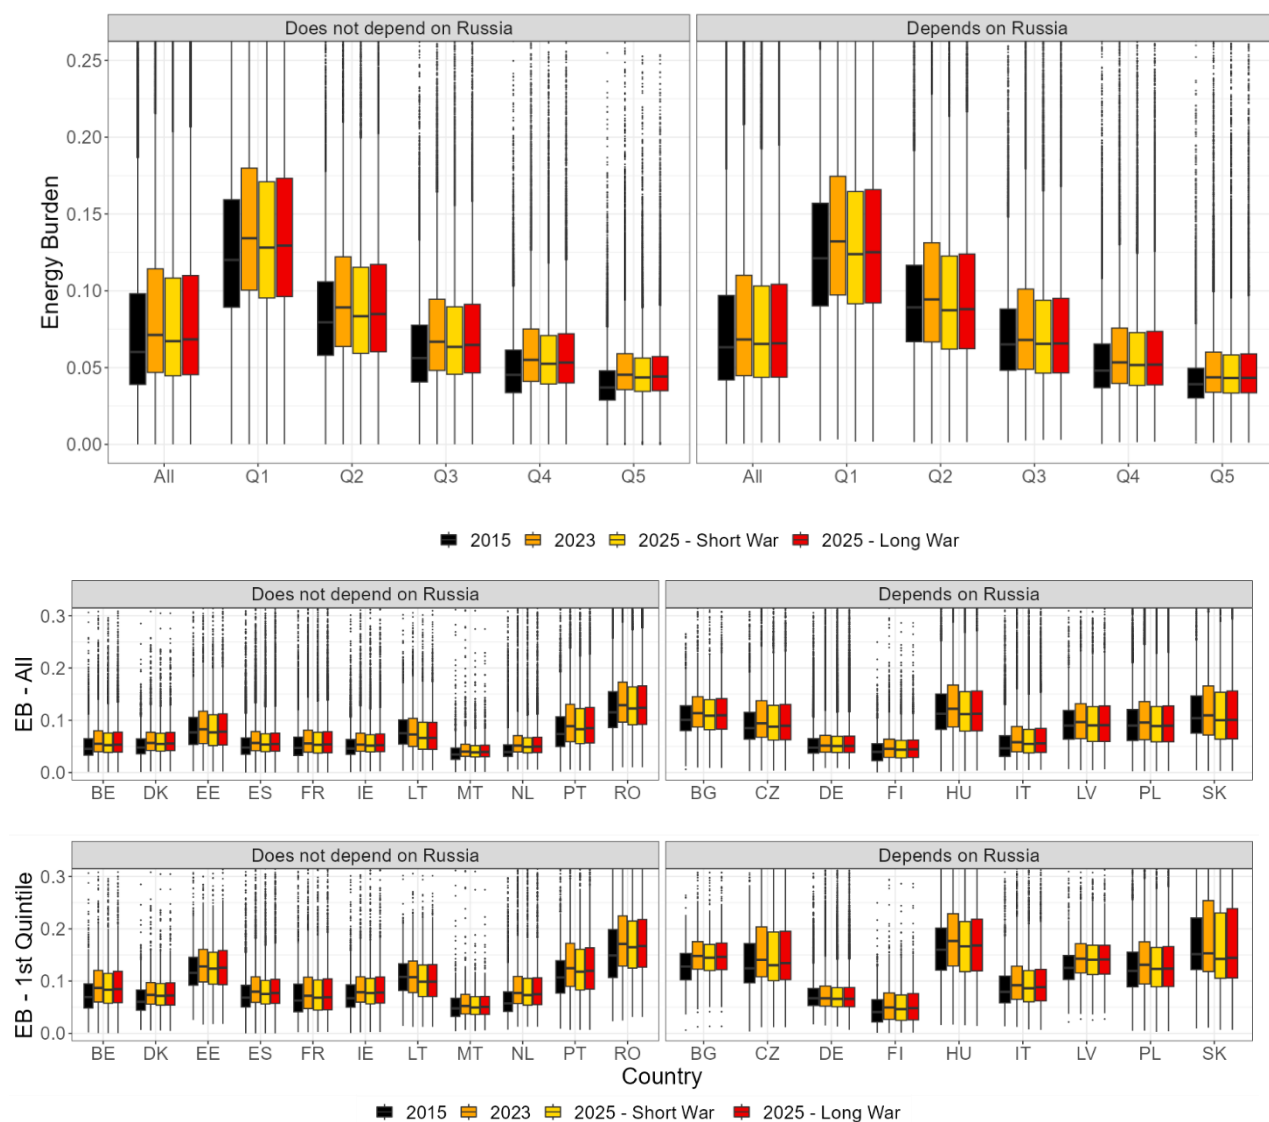 Does not depend on Russia
Depends on Russia
Energy Burden
0.25
0.20
0.15
0.10
0.05
0.00
All Q1 Q2 Q3 Q4 Q5
All Q1 Q2 Q3 Q4 Q5
2015 2023 2025 - Short War 2025 - Long War
Does not depend on Russia
Depends on Russia
EB - All
0.3
0.2
0.1
0.0
BE DK EE ES FR IE LT MT NL PT RO
BG CZ DE FI HU IT LV PL SK
Does not depend on Russia
Depends on Russia
EB - 1st Quintile
0.3
0.2
0.1
0.0
BE DK EE ES FR IE LT MT NL PT RO
BG CZ DE FI HU IT LV PL SK
Country
2015 2023 2025 - Short War 2025 - Long War